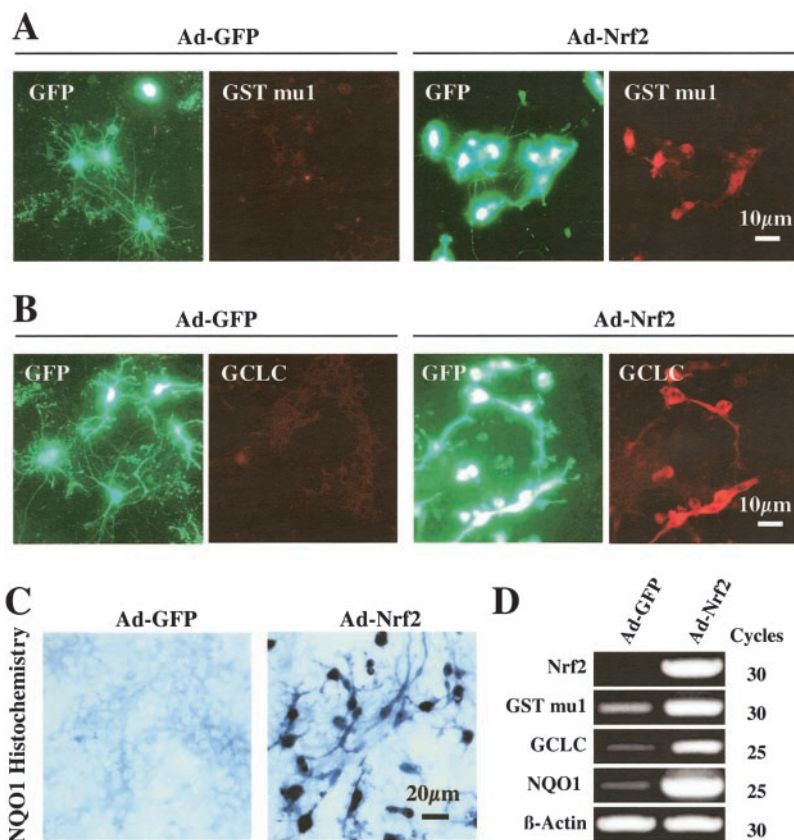 A
Ad-GFP Ad-Nrf2
GFP GST mu1 GFP GST mu1
10µm
B
Ad-GFP Ad-Nrf2
GFP GCLC GFP GCLC
10µm
C
Ad-GFP Ad-Nrf2
NQO1 Histochemistry
20µm
D
Ad-GFP Ad-Nrf2 Cycles
Nrf2 30
GST mu1 30
GCLC 25
NQO1 25
ß-Actin 30